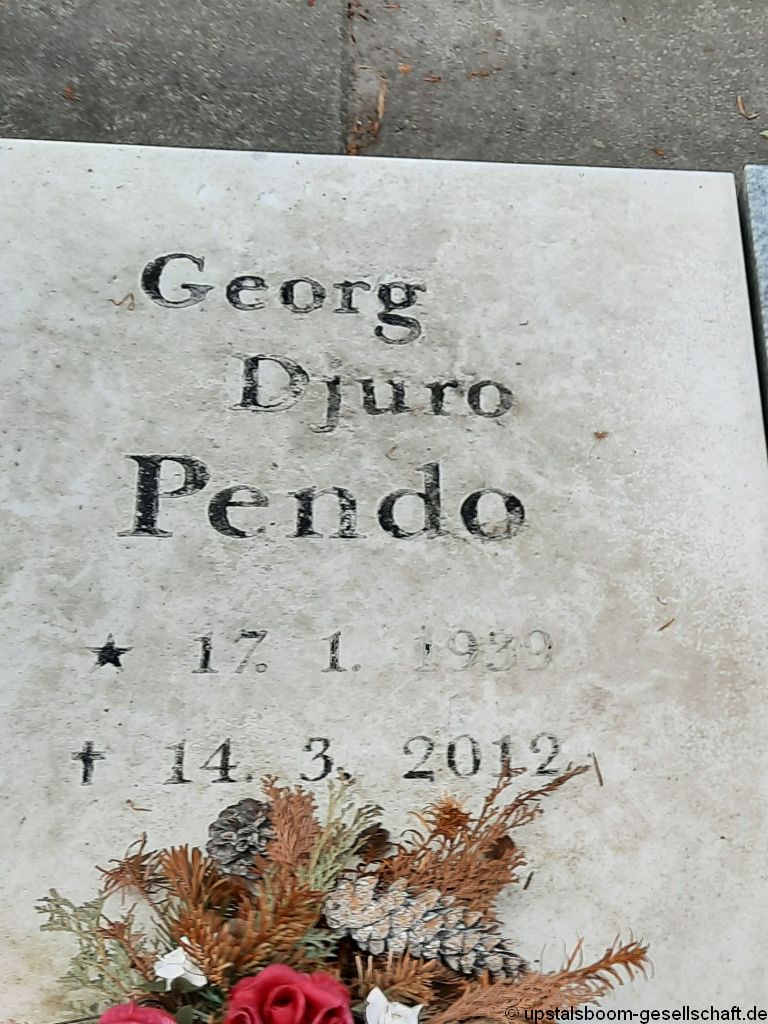 Georg
Djuro
Pendo
★ 17. 1. 1939
† 14. 3. 2012
© upstalsboom-gesellschaft.de